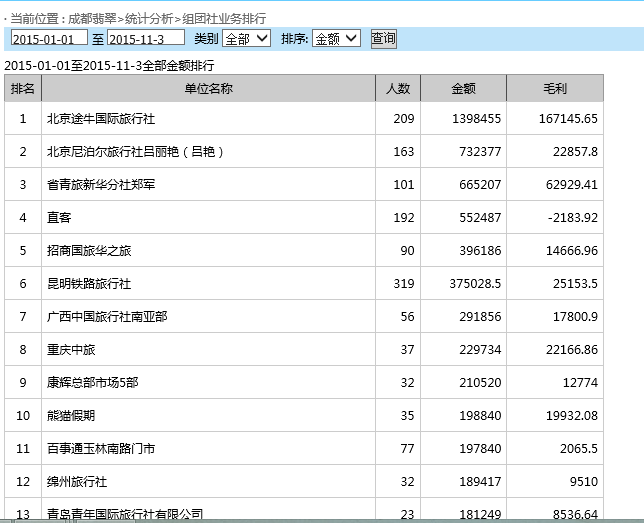 · 当前位置：成都翡翠>统计分析>组团社业务排行
2015-01-01 至 2015-11-3 类别 全部 排序: 金额 查询
2015-01-01至2015-11-3全部金额排行
排名 单位名称 人数 金额 毛利
1 北京途牛国际旅行社 209 1398455 167145.65
2 北京尼泊尔旅行社吕丽艳（吕艳） 163 732377 22857.8
3 省青旅新华分社郑军 101 665207 62929.41
4 直客 192 552487 -2183.92
5 招商国旅华之旅 90 396186 14666.96
6 昆明铁路旅行社 319 375028.5 25153.5
7 广西中国旅行社南亚部 56 291856 17800.9
8 重庆中旅 37 229734 22166.86
9 康辉总部市场5部 32 210520 12774
10 熊猫假期 35 198840 19932.08
11 百事通玉林南路门市 77 197840 2065.5
12 绵州旅行社 32 189417 9510
13 青岛青年国际旅行社有限公司 23 181249 8536.64